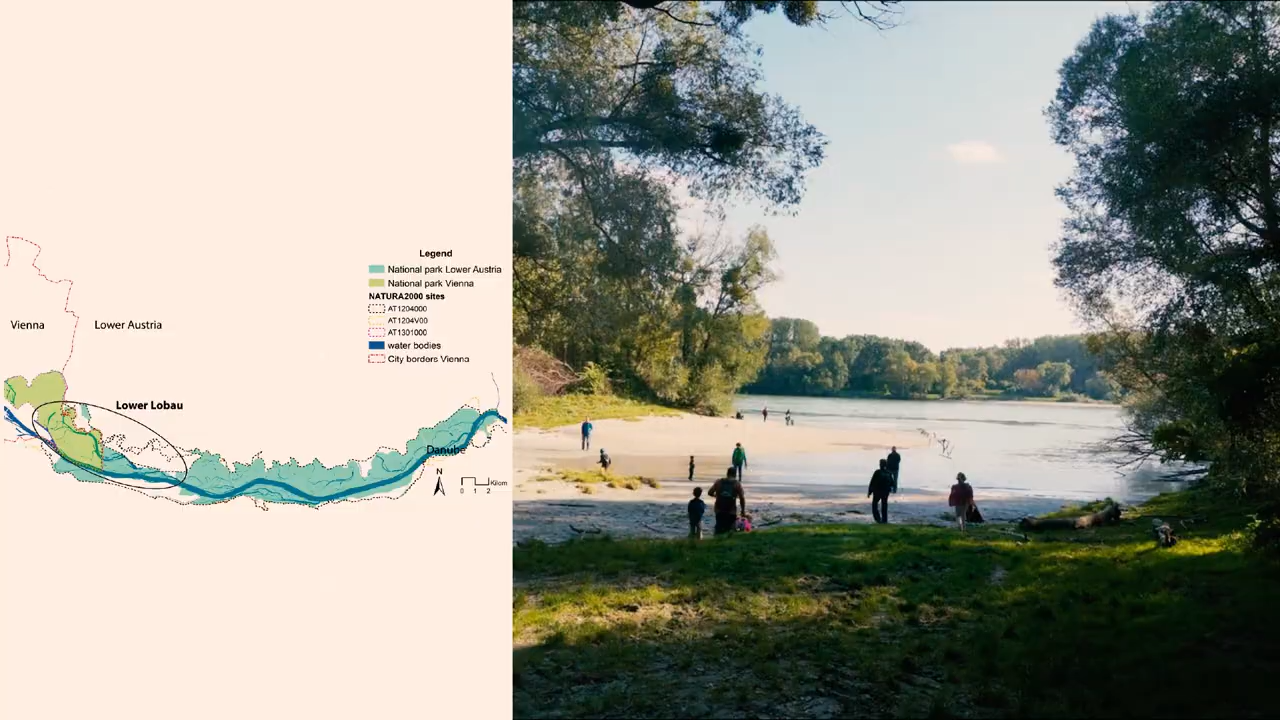 Legend
National park Lower Austria
National park Vienna
NATURA2000 sites
AT1204000
AT1204V00
AT1301000
water bodies
City borders Vienna
Vienna
Lower Austria
Lower Lobau
Danube
N
Kilom
0 1 2